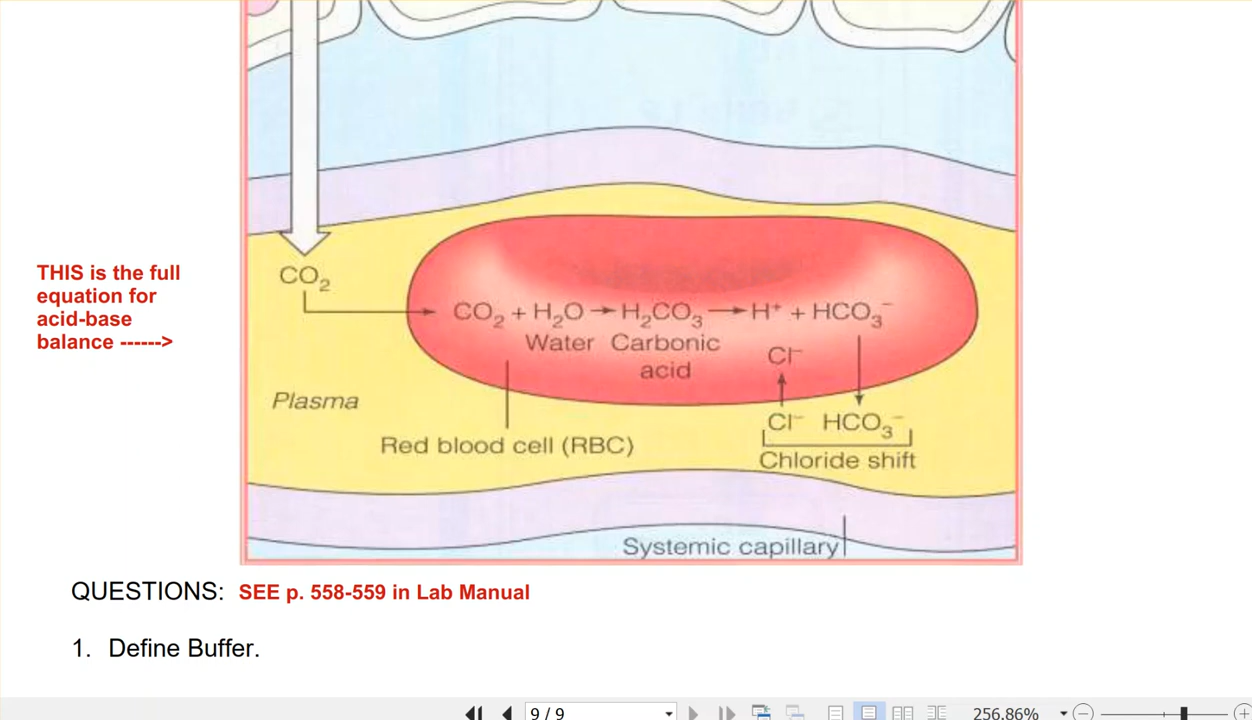 THIS is the full
equation for
acid-base
balance ------>
CO₂
CO₂ + H₂O → H₂CO₃ → H⁺ + HCO₃⁻
Water Carbonic
acid
Cl⁻
Plasma
Cl⁻ HCO₃⁻
Red blood cell (RBC)
Chloride shift
Systemic capillary
QUESTIONS: SEE p. 558-559 in Lab Manual
1. Define Buffer.
9 / 9
256.86%